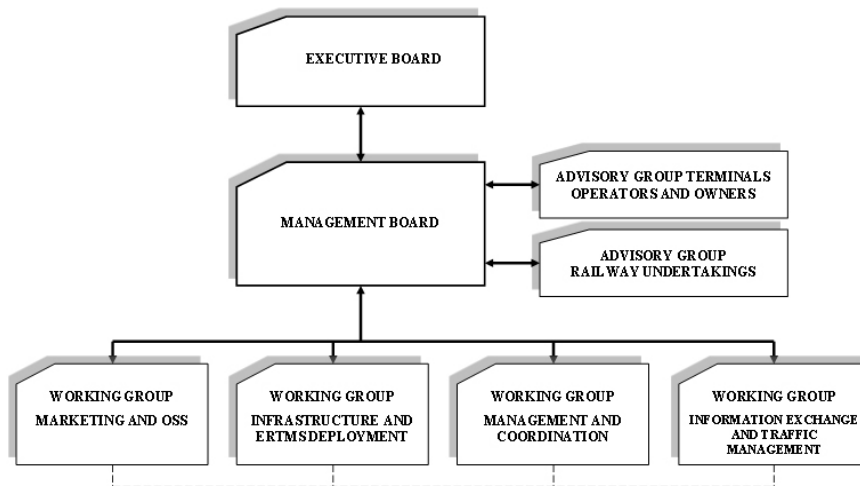 EXECUTIVE BOARD
MANAGEMENT BOARD
ADVISORY GROUP TERMINALS
OPERATORS AND OWNERS
ADVISORY GROUP
RAILWAY UNDERTAKINGS
WORKING GROUP
MARKETING AND OSS
WORKING GROUP
INFRASTRUCTURE AND
ERTMS DEPLOYMENT
WORKING GROUP
MANAGEMENT AND
COORDINATION
WORKING GROUP
INFORMATION EXCHANGE
AND TRAFFIC
MANAGEMENT